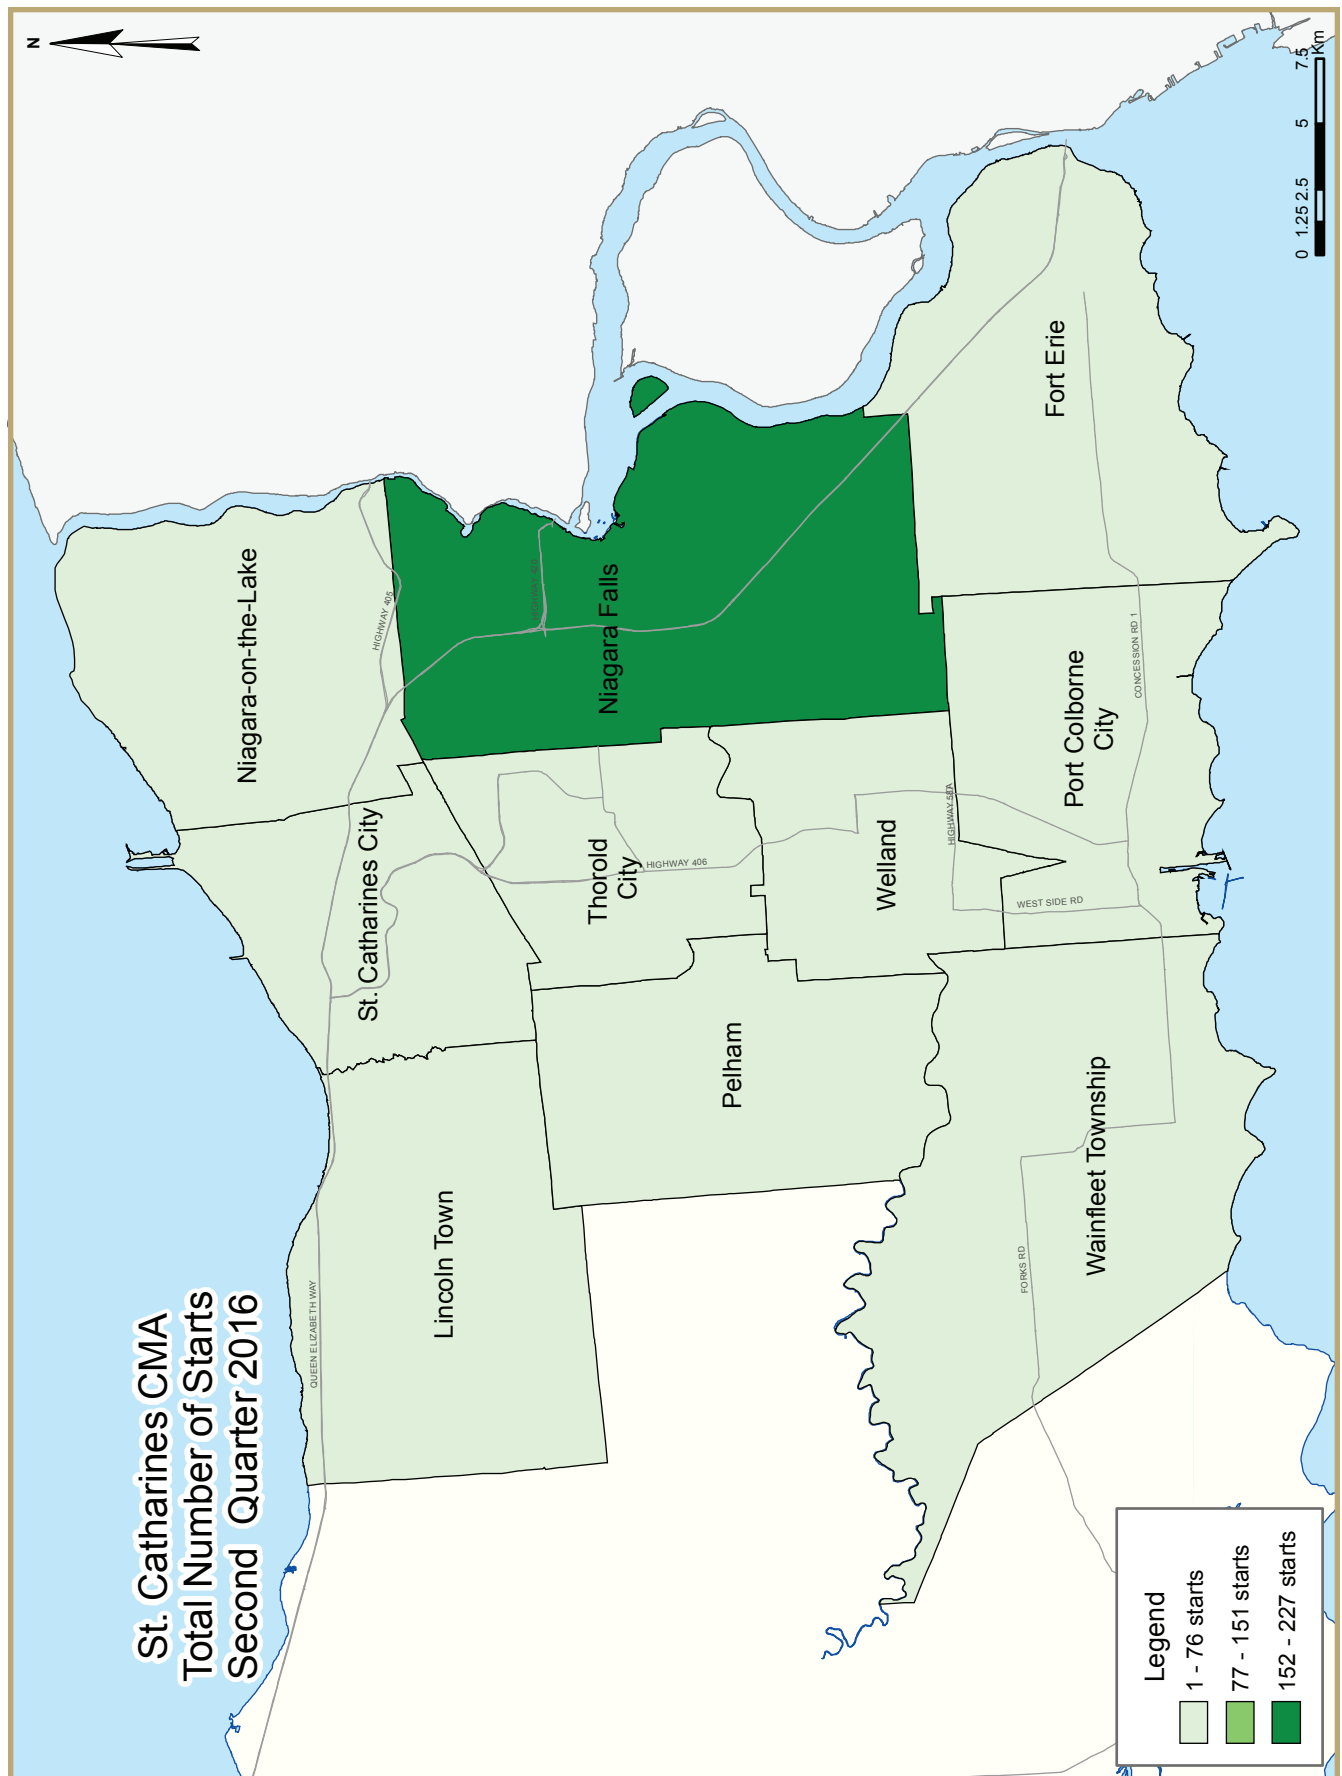 St. Catharines CMA
Total Number of Starts
Second Quarter 2016
N
Niagara-on-the-Lake
HIGHWAY 405
St. Catharines City
QUEEN ELIZABETH WAY
Lincoln Town
HIGHWAY 420
Niagara Falls
Thorold
City
HIGHWAY 406
Pelham
Welland
HIGHWAY 58A
WEST SIDE RD
Port Colborne
City
CONCESSION RD 1
Fort Erie
Wainfleet Township
FORKS RD
Legend
1 - 76 starts
77 - 151 starts
152 - 227 starts
0 1.25 2.5 5 7.5
Km